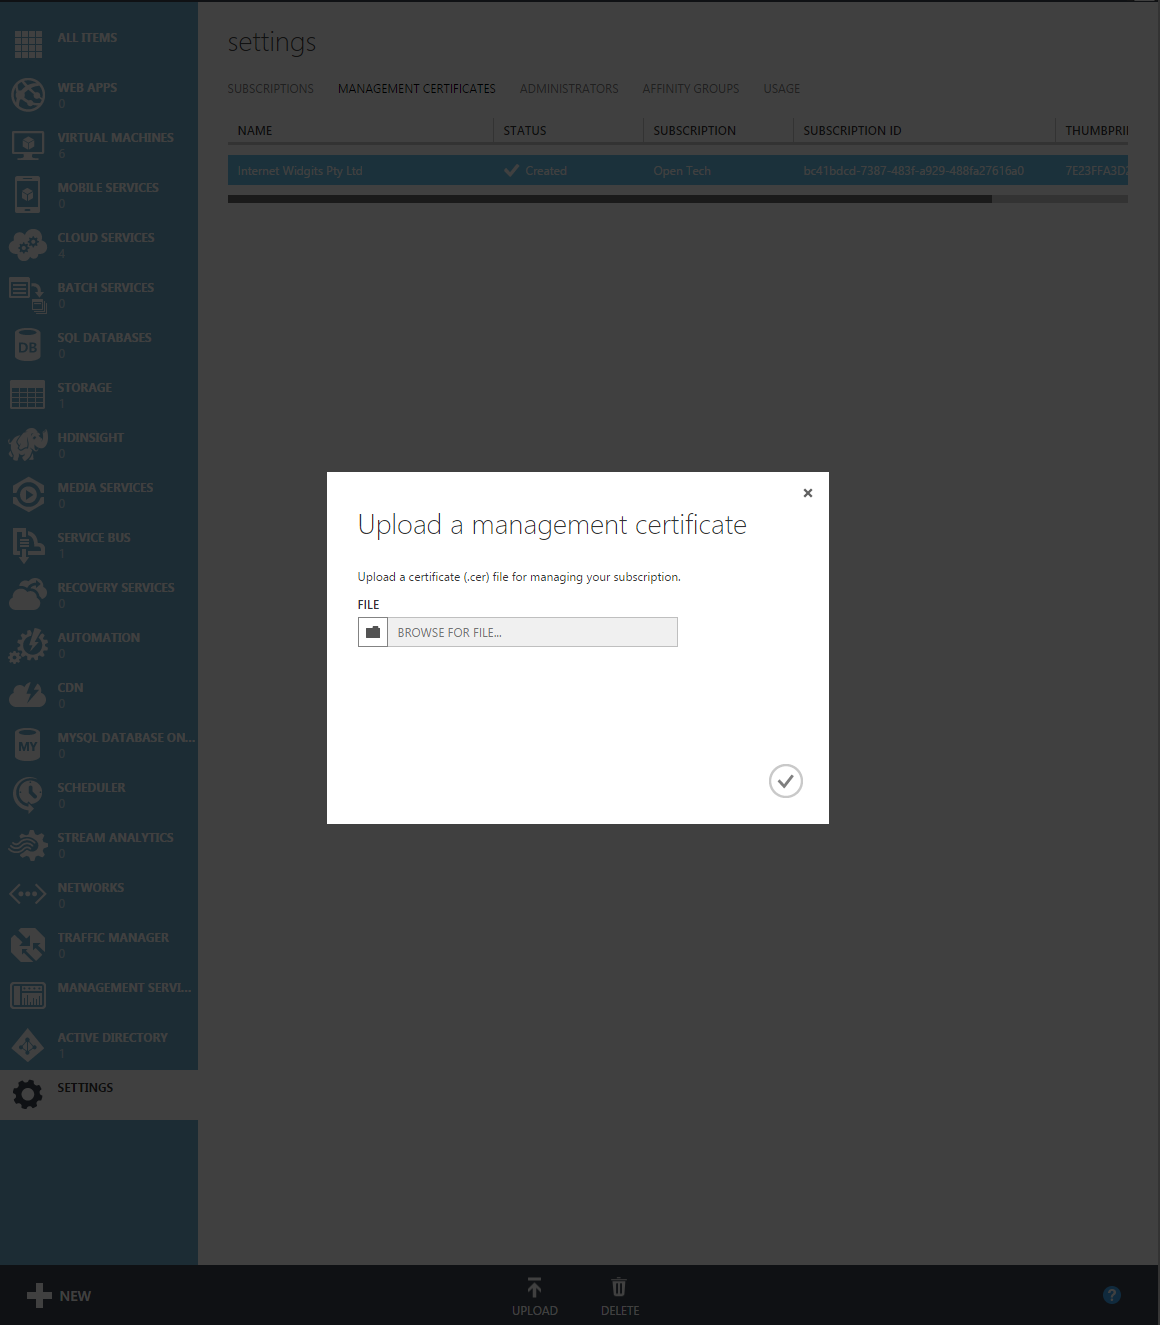 ALL ITEMS
WEB APPS
0
VIRTUAL MACHINES
6
MOBILE SERVICES
0
CLOUD SERVICES
4
BATCH SERVICES
0
DB
SQL DATABASES
0
STORAGE
1
HDINSIGHT
0
MEDIA SERVICES
0
SERVICE BUS
1
RECOVERY SERVICES
0
AUTOMATION
0
CDN
0
MY
MYSQL DATABASE ON...
0
SCHEDULER
0
STREAM ANALYTICS
0
NETWORKS
0
TRAFFIC MANAGER
0
MANAGEMENT SERVI...
ACTIVE DIRECTORY
1
SETTINGS
settings
SUBSCRIPTIONS MANAGEMENT CERTIFICATES ADMINISTRATORS AFFINITY GROUPS USAGE
NAME STATUS SUBSCRIPTION SUBSCRIPTION ID THUMBPRI
Internet Widgits Pty Ltd Created Open Tech bc41bdcd-7387-483f-a929-488fa27616a0 7E23FFA3D
Upload a management certificate
Upload a certificate (.cer) file for managing your subscription.
FILE
BROWSE FOR FILE...
NEW
UPLOAD DELETE
?